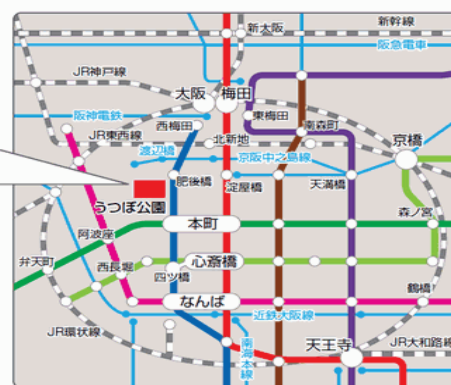 新大阪
新幹線
阪急電車
JR神戸線
大阪 梅田
阪神電鉄
東梅田
西梅田
南森町
JR東西線
北新地
京橋
渡辺橋
京阪中之島線
肥後橋
淀屋橋
天満橋
うつぼ公園
森ノ宮
本町
阿波座
弁天町
西長堀
心斎橋
四ツ橋
鶴橋
なんば
近鉄大阪線
JR環状線
南海本線
天王寺
JR大和路線